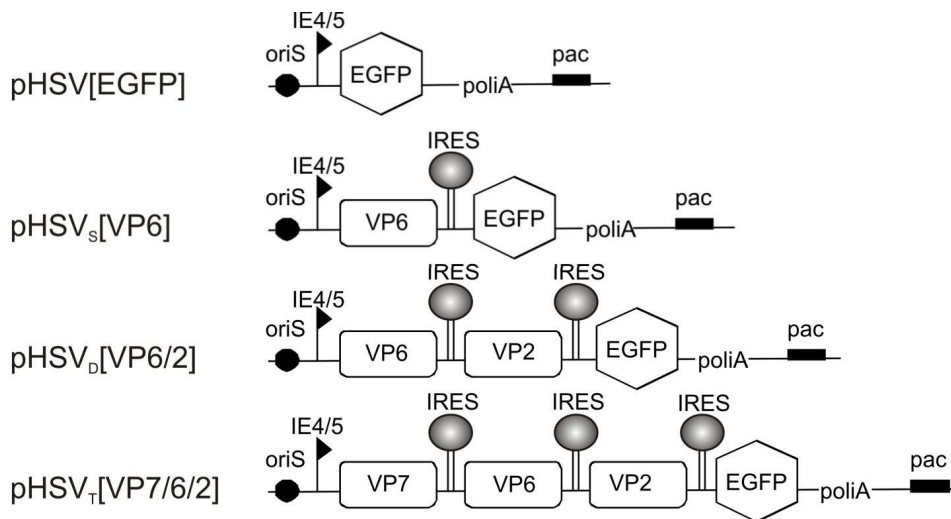 IE4/5
oriS
pac
pHSV[EGFP]
EGFP
poliA
IRES
IE4/5
oriS
pac
pHSVS[VP6]
VP6
EGFP
poliA
IRES
IRES
IE4/5
oriS
pac
pHSVD[VP6/2]
VP6
VP2
EGFP
poliA
IRES
IRES
IRES
IE4/5
oriS
pac
pHSVT[VP7/6/2]
VP7
VP6
VP2
EGFP
poliA